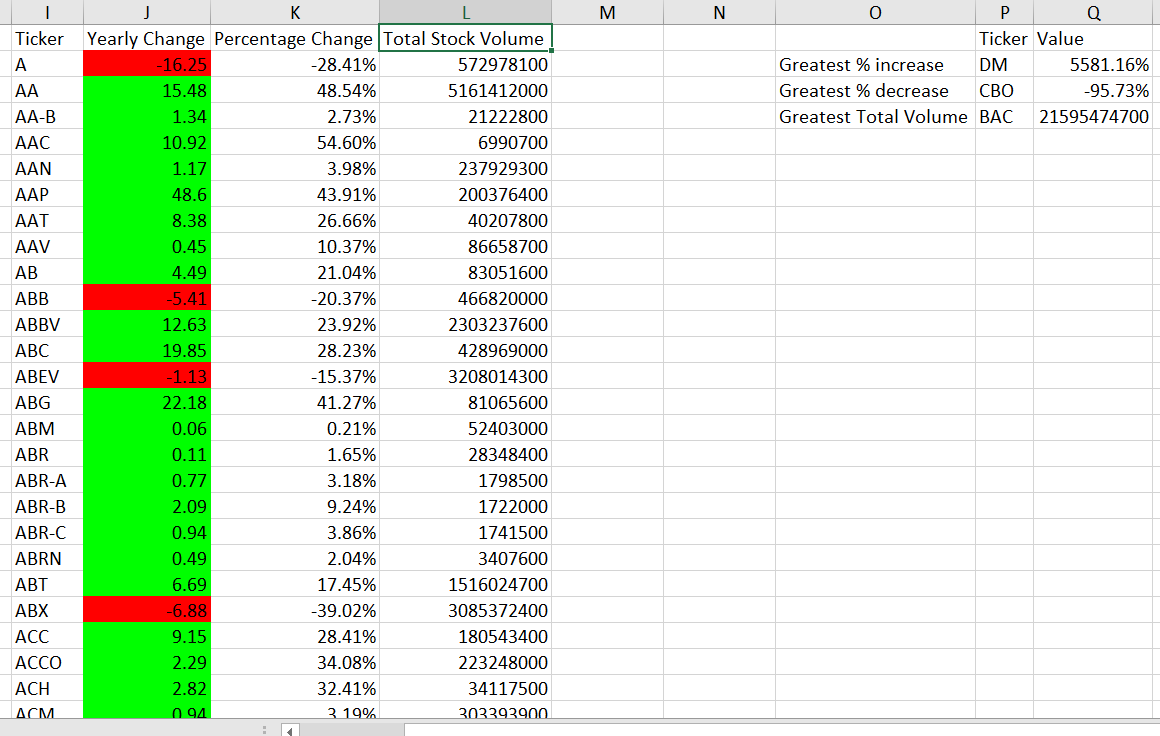 I J K L M N O P Q
Ticker Yearly Change Percentage Change Total Stock Volume Ticker Value
A -16.25 -28.41% 572978100 Greatest % increase DM 5581.16%
AA 15.48 48.54% 5161412000 Greatest % decrease CBO -95.73%
AA-B 1.34 2.73% 21222800 Greatest Total Volume BAC 21595474700
AAC 10.92 54.60% 6990700
AAN 1.17 3.98% 237929300
AAP 48.6 43.91% 200376400
AAT 8.38 26.66% 40207800
AAV 0.45 10.37% 86658700
AB 4.49 21.04% 83051600
ABB -5.41 -20.37% 466820000
ABBV 12.63 23.92% 2303237600
ABC 19.85 28.23% 428969000
ABEV -1.13 -15.37% 3208014300
ABG 22.18 41.27% 81065600
ABM 0.06 0.21% 52403000
ABR 0.11 1.65% 28348400
ABR-A 0.77 3.18% 1798500
ABR-B 2.09 9.24% 1722000
ABR-C 0.94 3.86% 1741500
ABRN 0.49 2.04% 3407600
ABT 6.69 17.45% 1516024700
ABX -6.88 -39.02% 3085372400
ACC 9.15 28.41% 180543400
ACCO 2.29 34.08% 223248000
ACH 2.82 32.41% 34117500
ACM 0.94 3.19% 303393900